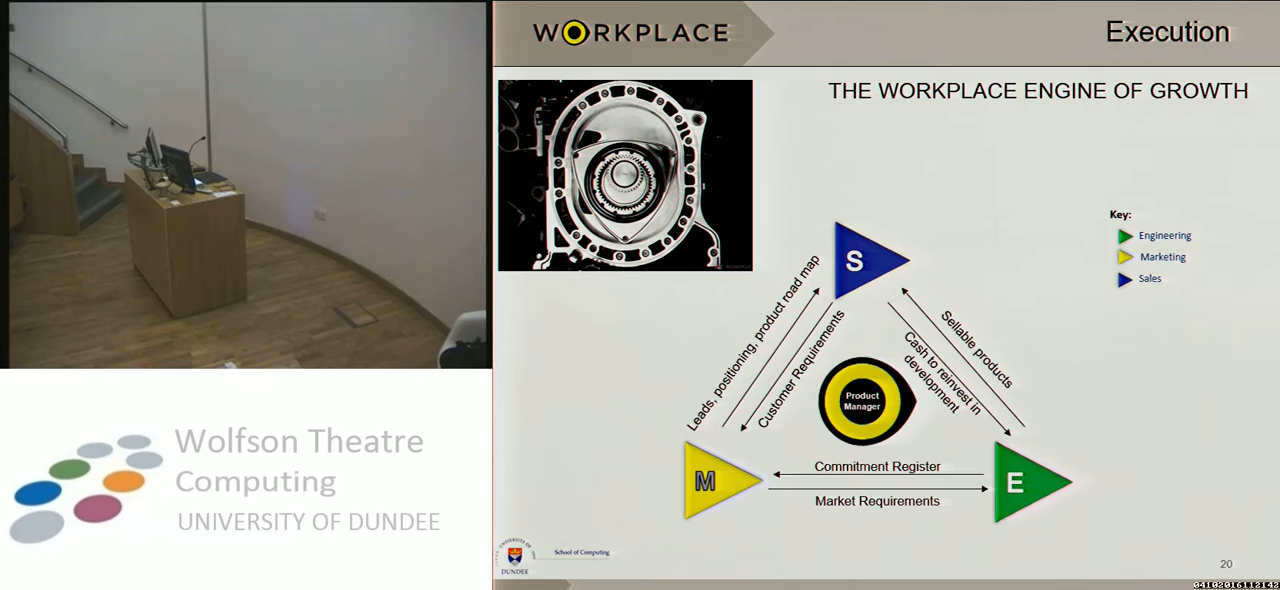 WORKPLACE
Execution
THE WORKPLACE ENGINE OF GROWTH
Key:
Engineering
Marketing
Sales
S
Leads, positioning, product road map
Customer Requirements
Sellable products
Cash to reinvest in
development
Product
Manager
M
E
Commitment Register
Market Requirements
Wolfson Theatre
Computing
UNIVERSITY OF DUNDEE
UNIVERSITY OF
DUNDEE
School of Computing
20